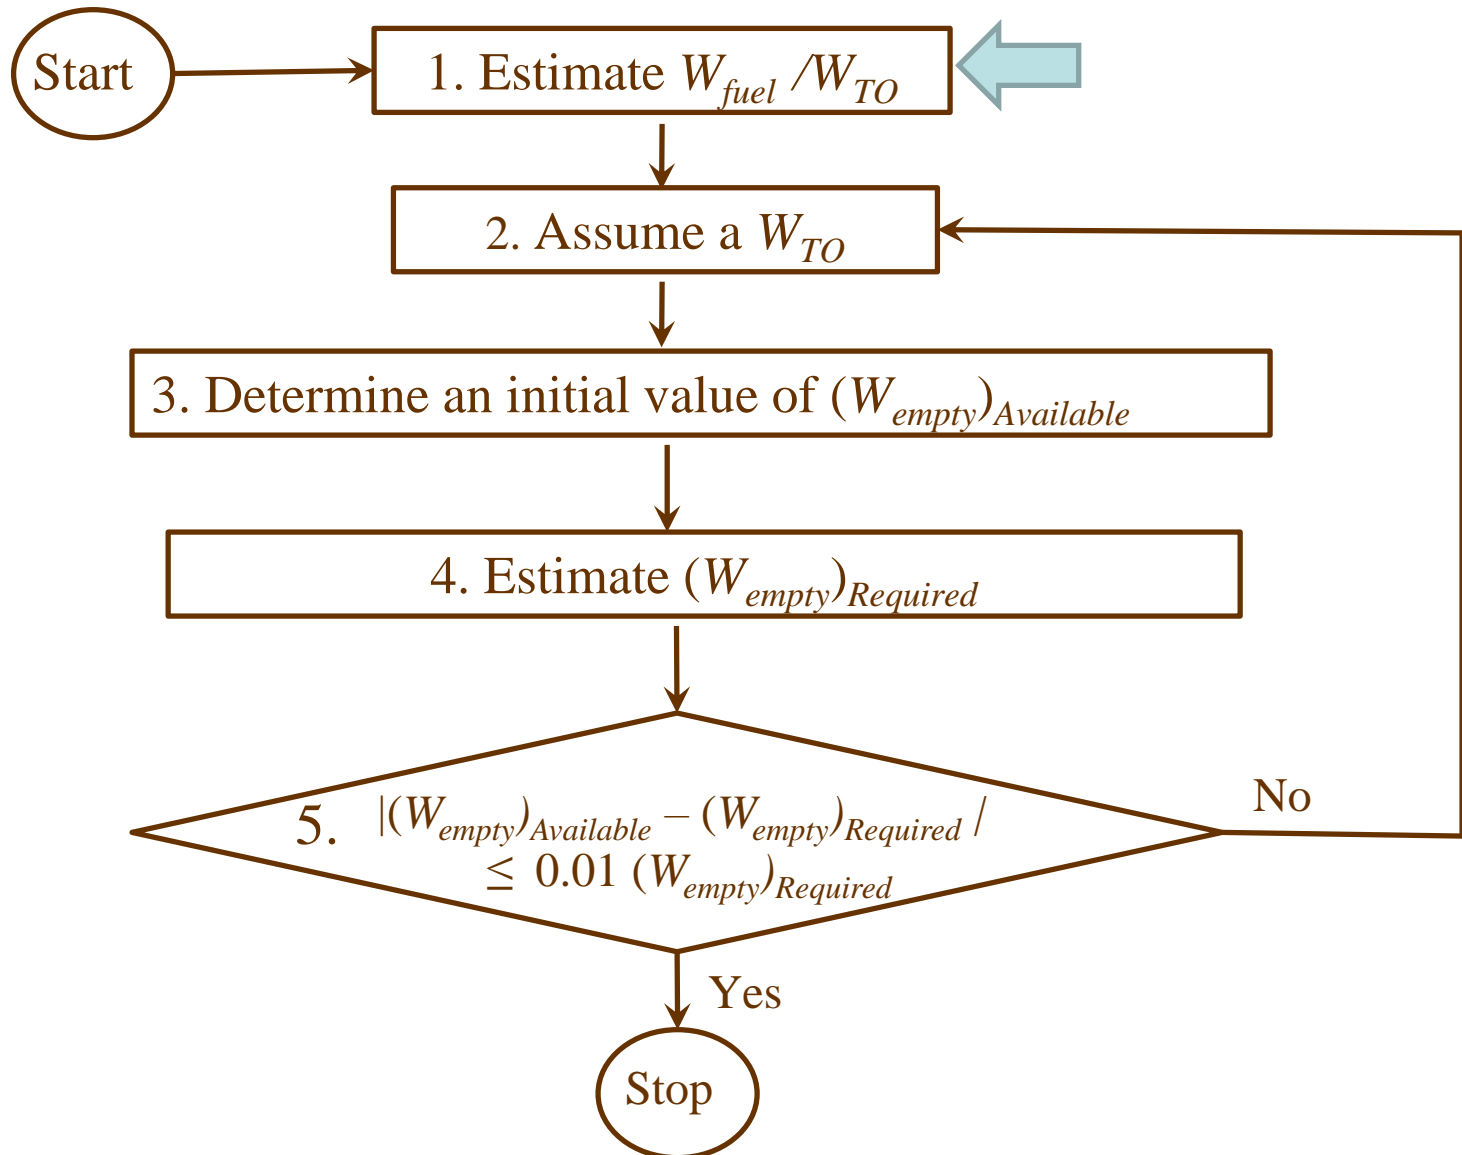 Start
1. Estimate W_fuel /W_TO
2. Assume a W_TO
3. Determine an initial value of (W_empty)_Available
4. Estimate (W_empty)_Required
5. |(W_empty)_Available – (W_empty)_Required |
≤ 0.01 (W_empty)_Required
No
Yes
Stop